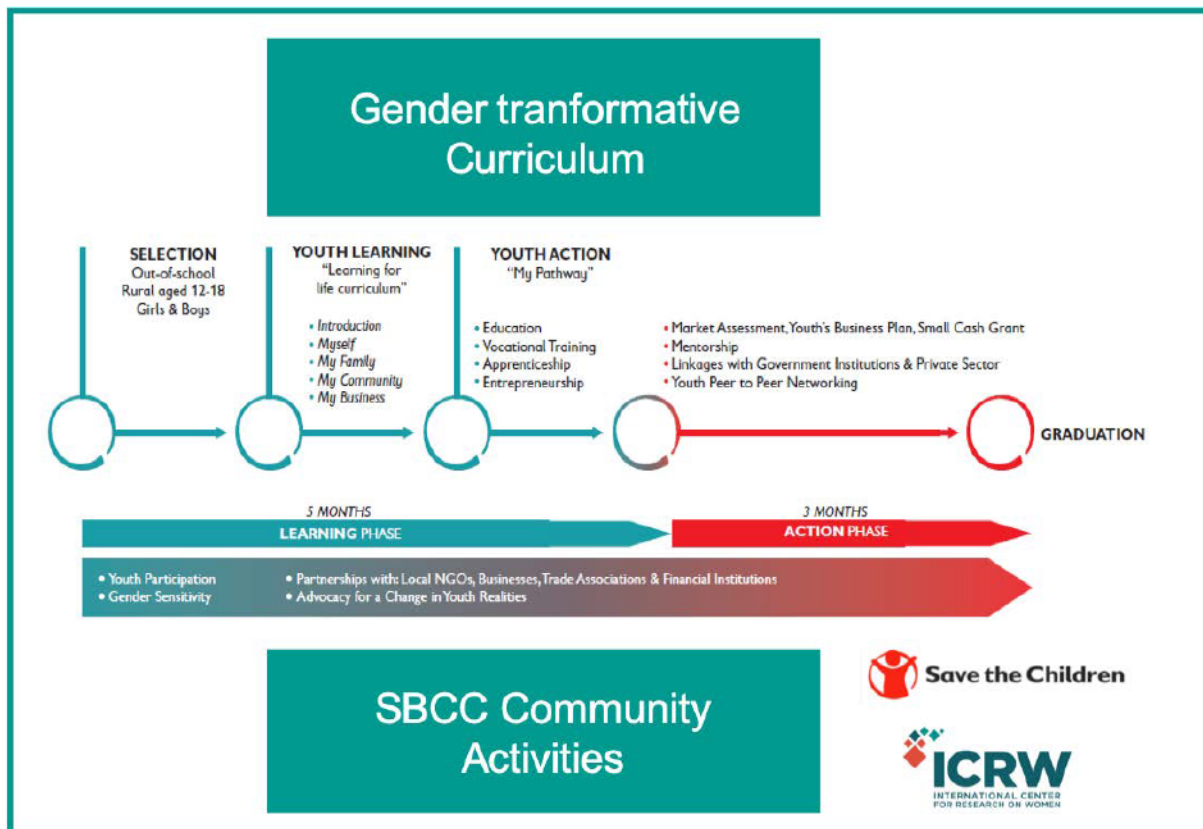 Gender tranformative
Curriculum
SELECTION
Out-of-school
Rural aged 12-18
Girls & Boys
YOUTH LEARNING
"Learning for
life curriculum"
• Introduction
• Myself
• My Family
• My Community
• My Business
YOUTH ACTION
"My Pathway"
• Education
• Vocational Training
• Apprenticeship
• Entrepreneurship
• Market Assessment, Youth's Business Plan, Small Cash Grant
• Mentorship
• Linkages with Government Institutions & Private Sector
• Youth Peer to Peer Networking
GRADUATION
5 MONTHS
LEARNING PHASE
3 MONTHS
ACTION PHASE
• Youth Participation
• Gender Sensitivity
• Partnerships with: Local NGOs, Businesses, Trade Associations & Financial Institutions
• Advocacy for a Change in Youth Realities
SBCC Community
Activities
Save the Children
ICRW
INTERNATIONAL CENTER
FOR RESEARCH ON WOMEN